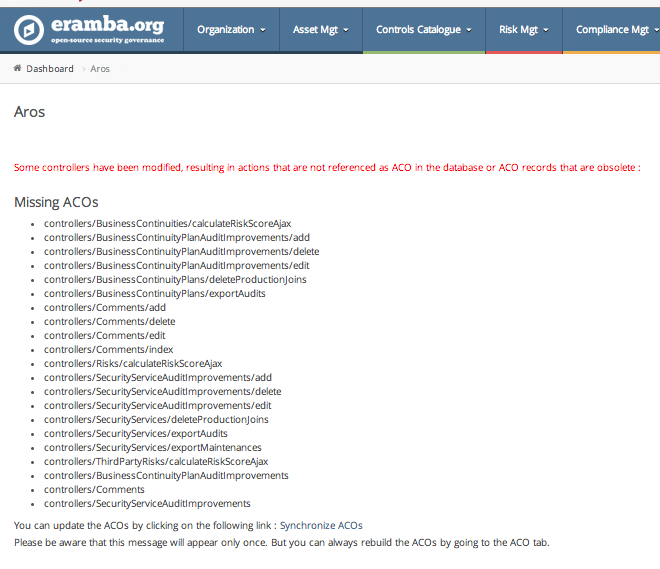 eramba.org
open-source security governance
Organization
Asset Mgt
Controls Catalogue
Risk Mgt
Compliance Mgt
Dashboard
Aros
Aros
Some controllers have been modified, resulting in actions that are not referenced as ACO in the database or ACO records that are obsolete :
Missing ACOs
controllers/BusinessContinuities/calculateRiskScoreAjax
controllers/BusinessContinuityPlanAuditImprovements/add
controllers/BusinessContinuityPlanAuditImprovements/delete
controllers/BusinessContinuityPlanAuditImprovements/edit
controllers/BusinessContinuityPlans/deleteProductionJoins
controllers/BusinessContinuityPlans/exportAudits
controllers/Comments/add
controllers/Comments/delete
controllers/Comments/edit
controllers/Comments/index
controllers/Risks/calculateRiskScoreAjax
controllers/SecurityServiceAuditImprovements/add
controllers/SecurityServiceAuditImprovements/delete
controllers/SecurityServiceAuditImprovements/edit
controllers/SecurityServices/deleteProductionJoins
controllers/SecurityServices/exportAudits
controllers/SecurityServices/exportMaintenances
controllers/ThirdPartyRisks/calculateRiskScoreAjax
controllers/BusinessContinuityPlanAuditImprovements
controllers/Comments
controllers/SecurityServiceAuditImprovements
You can update the ACOs by clicking on the following link : Synchronize ACOs
Please be aware that this message will appear only once. But you can always rebuild the ACOs by going to the ACO tab.